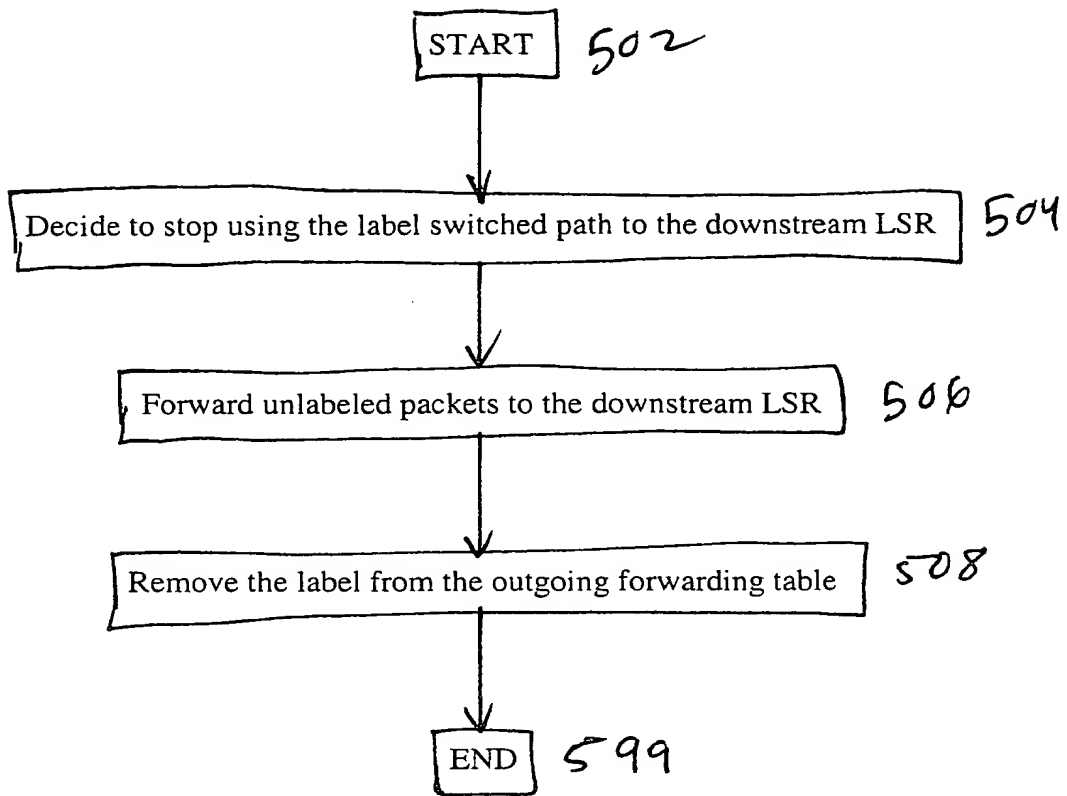 START 502
Decide to stop using the label switched path to the downstream LSR 504
Forward unlabeled packets to the downstream LSR 506
Remove the label from the outgoing forwarding table 508
END 599